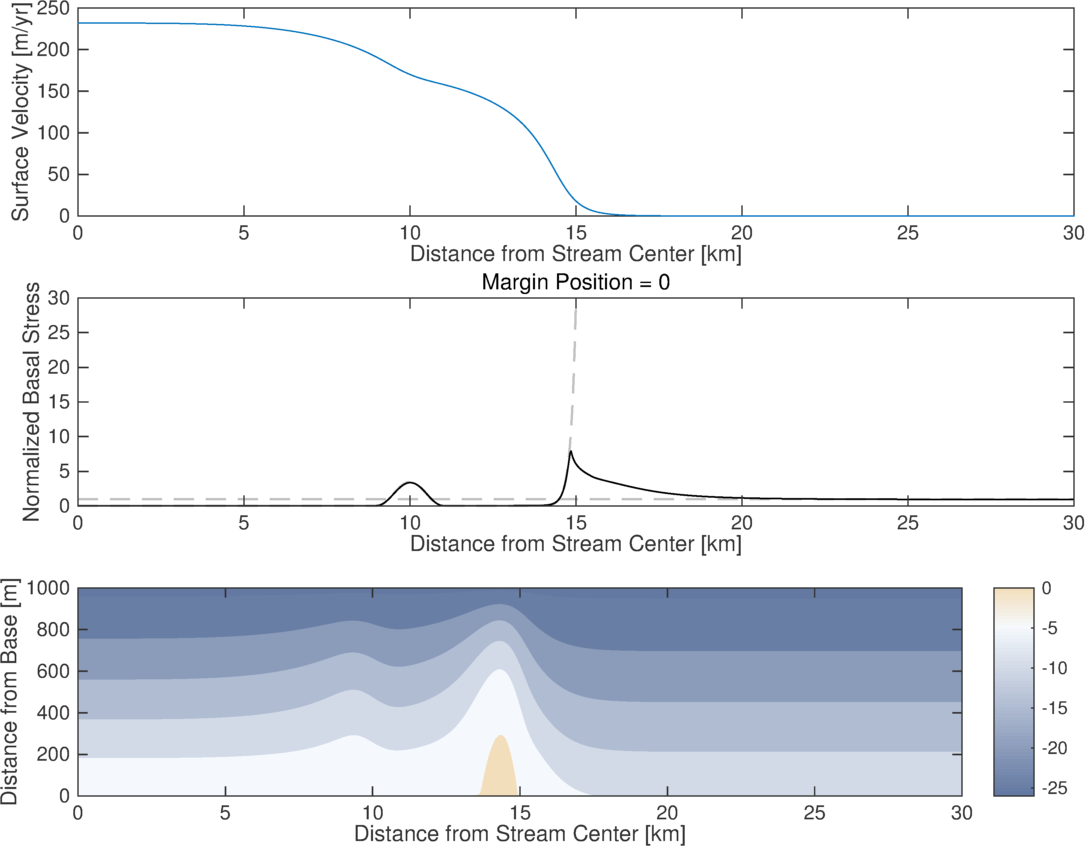 250
200
150
100
50
0
Surface Velocity [m/yr]
0 5 10 15 20 25 30
Distance from Stream Center [km]
Margin Position = 0
30
25
20
15
10
5
0
Normalized Basal Stress
0 5 10 15 20 25 30
Distance from Stream Center [km]
1000
800
600
400
200
0
Distance from Base [m]
0 5 10 15 20 25 30
Distance from Stream Center [km]
0
-5
-10
-15
-20
-25